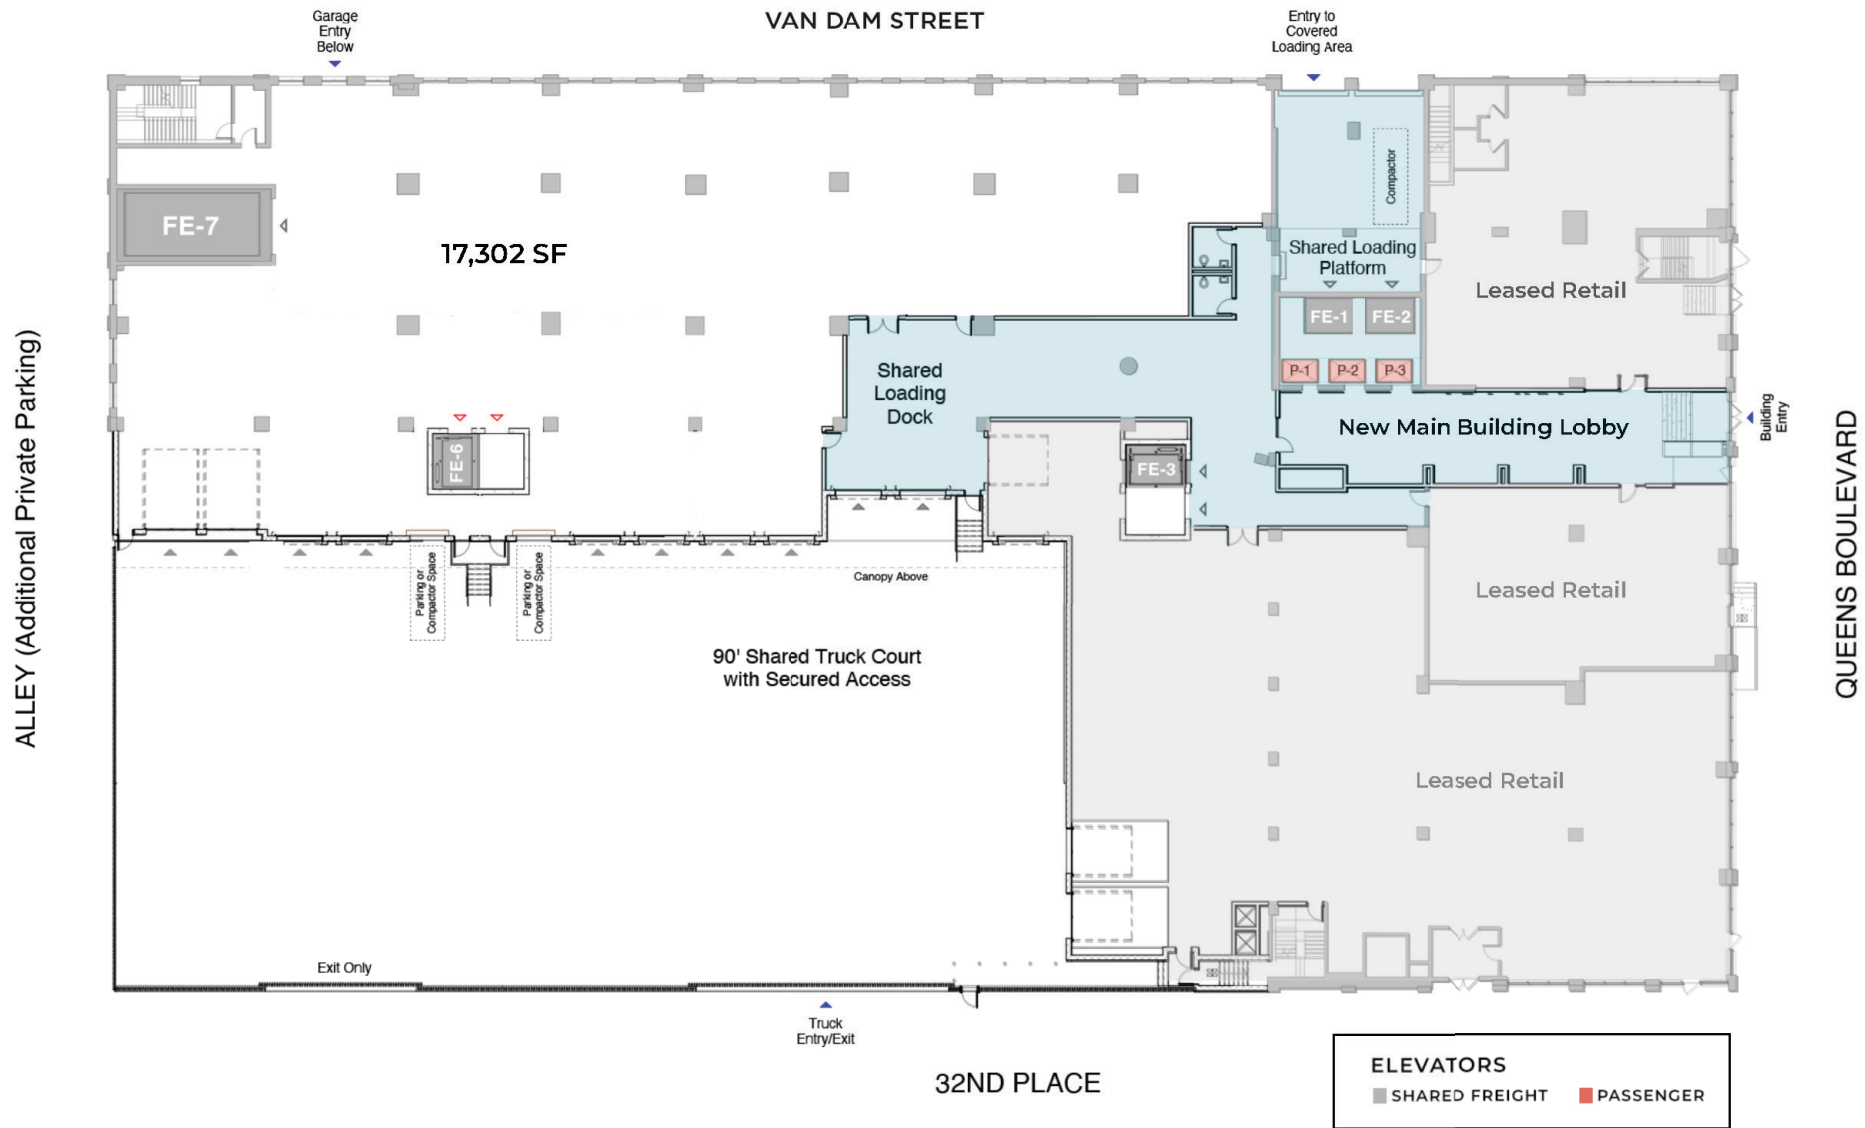 VAN DAM STREET
Garage
Entry
Below
Entry to
Covered
Loading Area
Compactor
FE-7
17,302 SF
Shared Loading
Platform
Leased Retail
FE-1
FE-2
P-1
P-2
P-3
Shared
Loading
Dock
New Main Building Lobby
Building
Entry
FE-6
FE-3
ALLEY (Additional Private Parking)
QUEENS BOULEVARD
Parking or
Compactor Space
Parking or
Compactor Space
Canopy Above
Leased Retail
90' Shared Truck Court
with Secured Access
Leased Retail
Exit Only
Truck
Entry/Exit
32ND PLACE
ELEVATORS
SHARED FREIGHT
PASSENGER